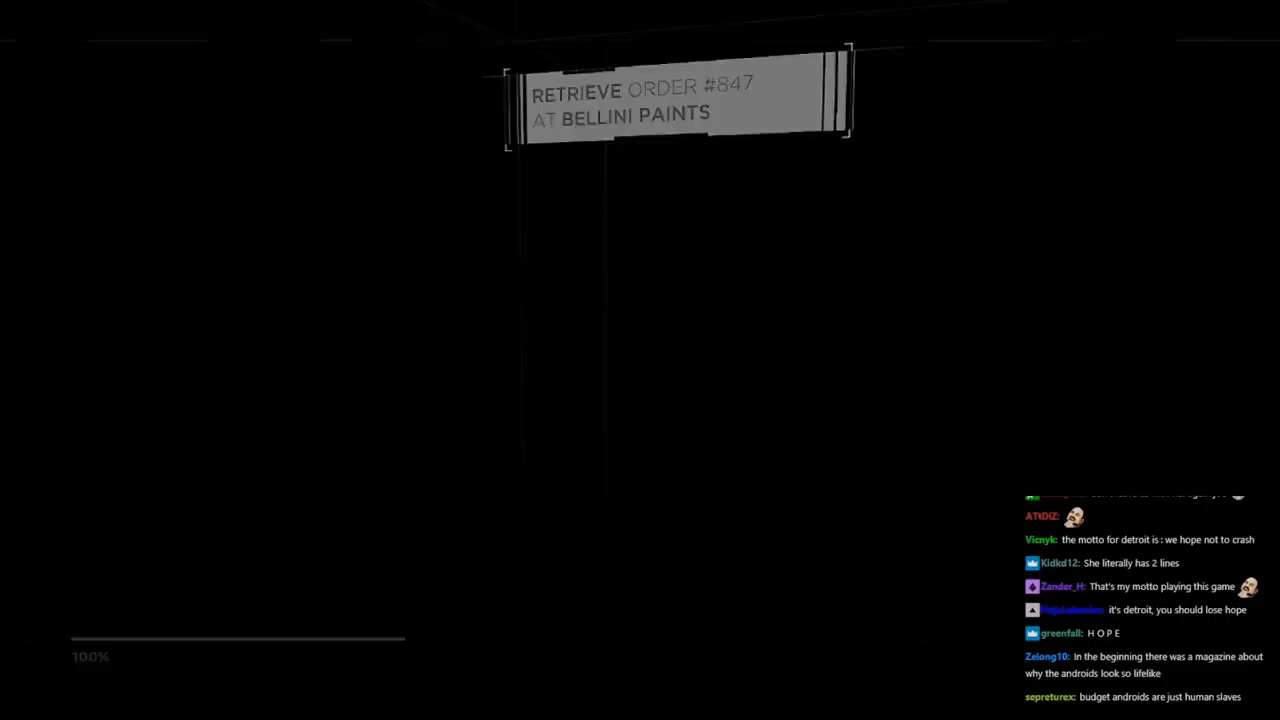 RETRIEVE ORDER #847
AT BELLINI PAINTS
ATtDiZ:
Vicnyk: the motto for detroit is : we hope not to crash
Kidkd12: She literally has 2 lines
Zander_H: That's my motto playing this game
it's detroit, you should lose hope
greenfall: H O P E
100%
Zelong10: In the beginning there was a magazine about
why the androids look so lifelike
sepreturex: budget androids are just human slaves